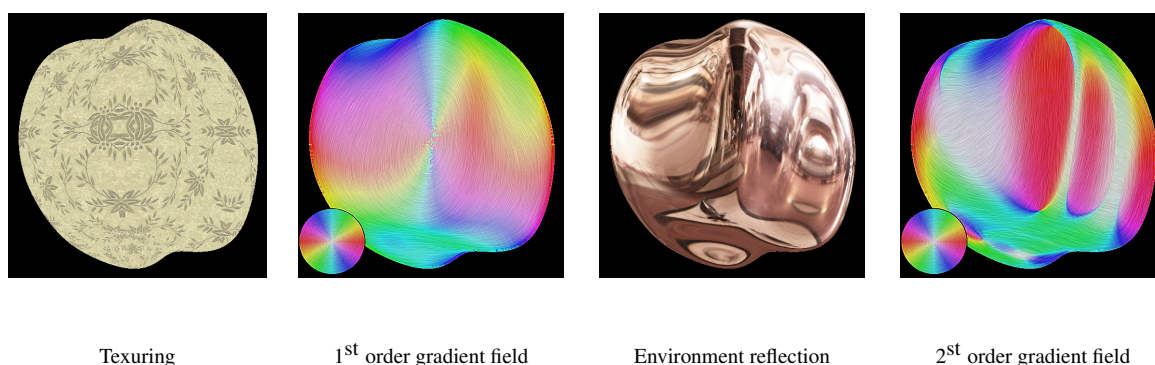 Texuring
1st order gradient field
Environment reflection
2st order gradient field